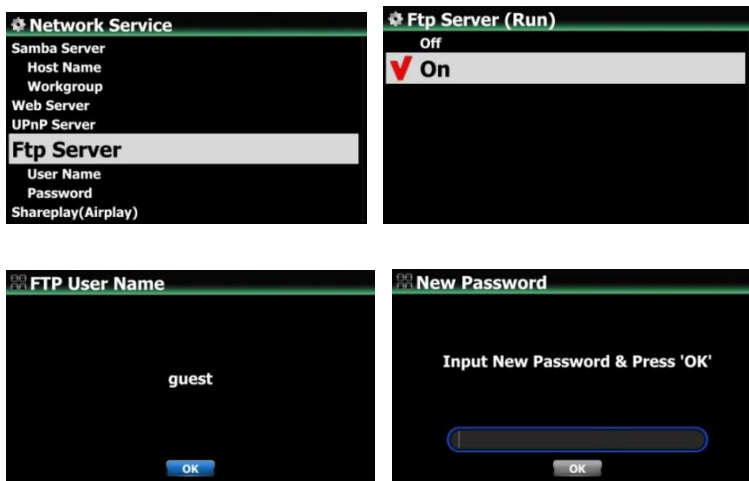 Network Service
Samba Server
Host Name
Workgroup
Web Server
UPnP Server
Ftp Server
User Name
Password
Shareplay(Airplay)
Ftp Server (Run)
Off
On
FTP User Name
guest
OK
New Password
Input New Password & Press 'OK'
OK